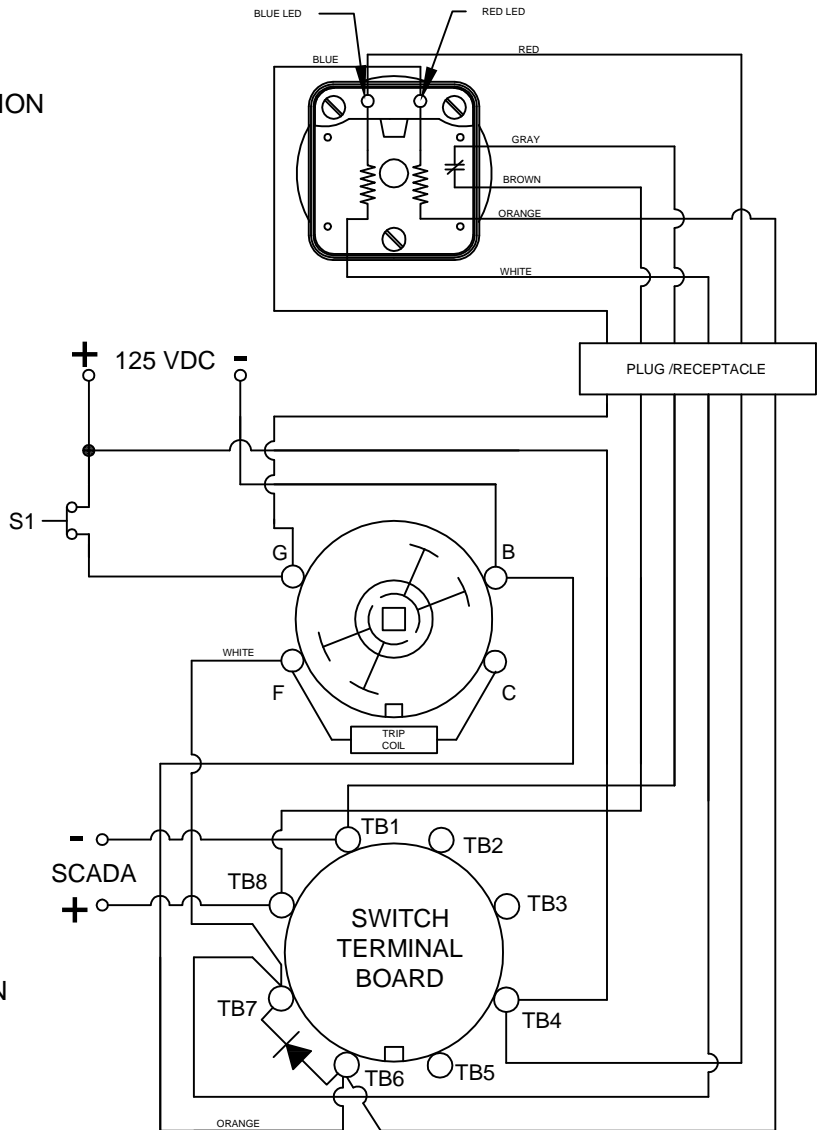 BLUE LED
RED LED
RED
BLUE
ION
GRAY
BROWN
ORANGE
WHITE
+ 125 VDC -
PLUG /RECEPTACLE
S1
G
B
WHITE
F
C
TRIP
COIL
- 
SCADA
+
TB1
TB2
TB8
TB3
SWITCH
TERMINAL
BOARD
N
TB7
TB4
TB6
TB5
ORANGE